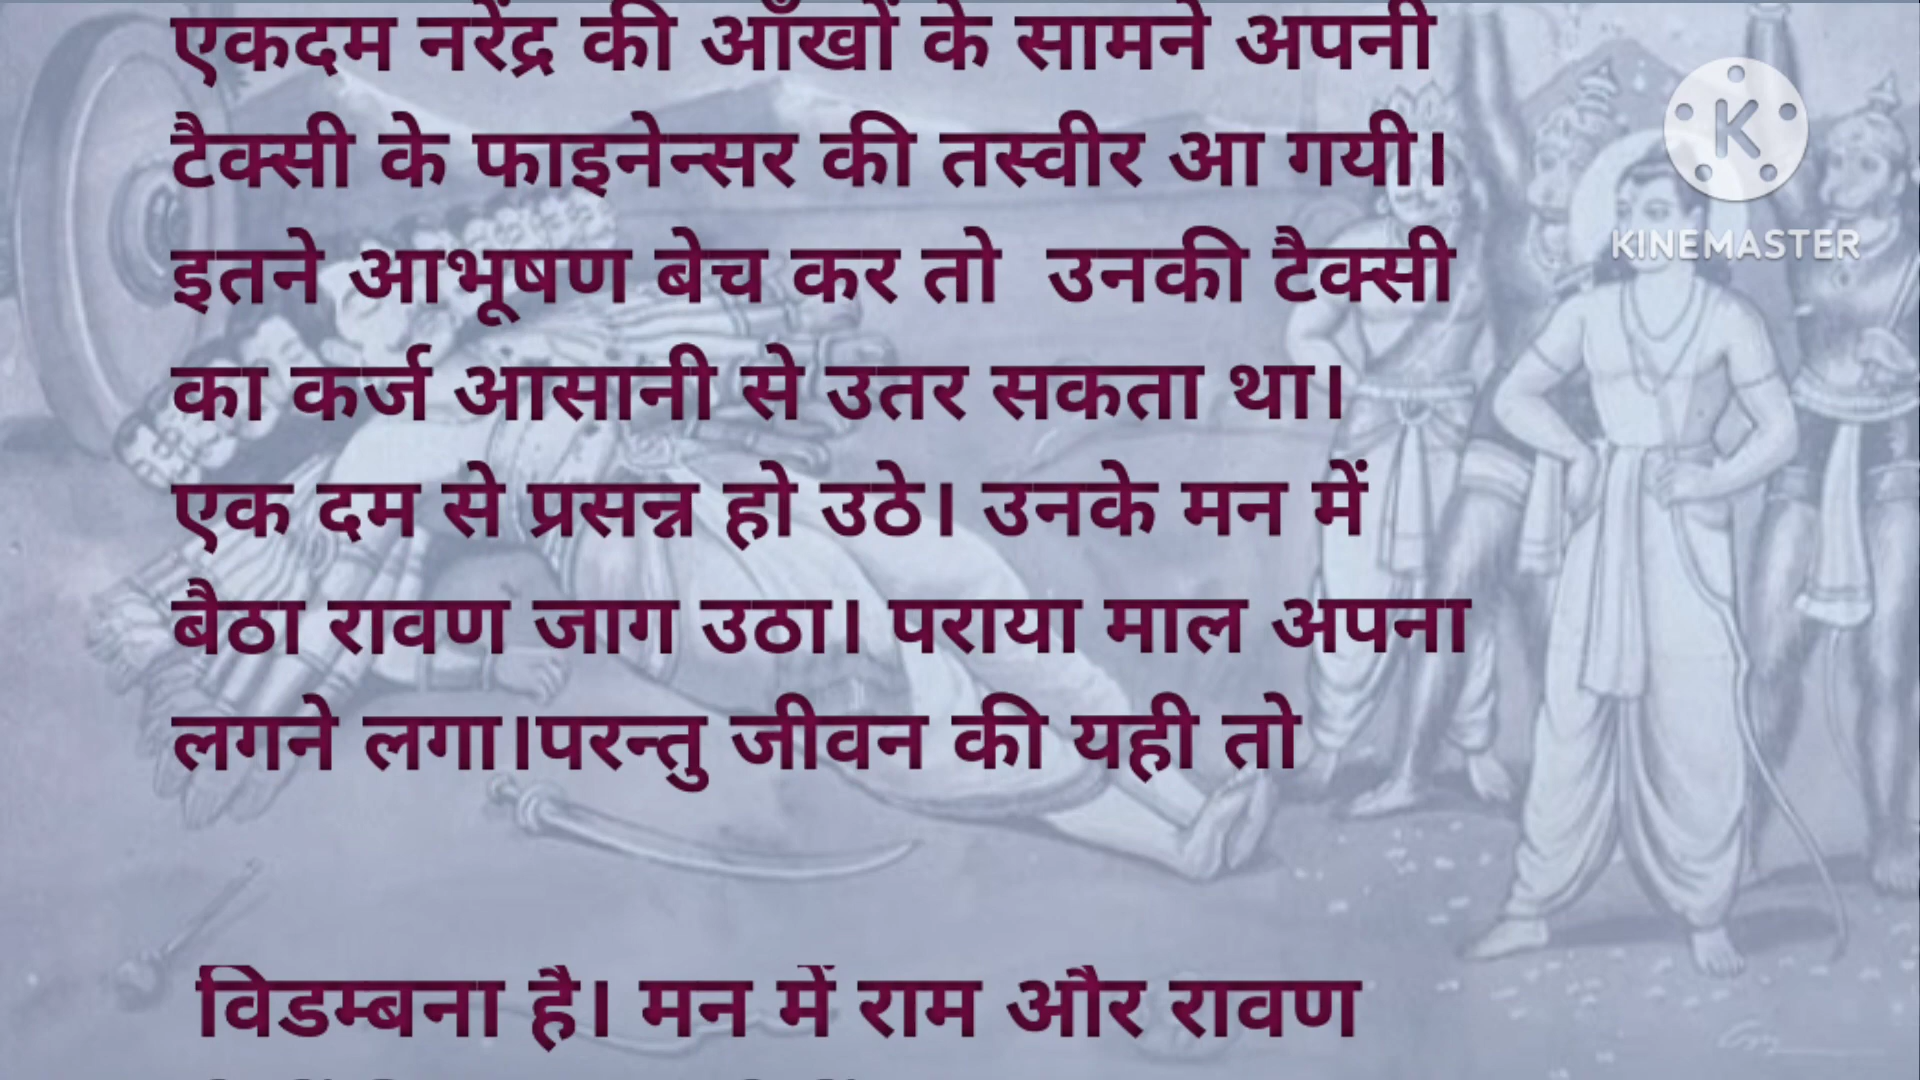 एकदम नरेंद्र की आँखों के सामने अपनी
टैक्सी के फाइनेन्सर की तस्वीर आ गयी।
इतने आभूषण बेच कर तो उनकी टैक्सी
का कर्ज आसानी से उतर सकता था।
एक दम से प्रसन्न हो उठे। उनके मन में
बैठा रावण जाग उठा। पराया माल अपना
लगने लगा।परन्तु जीवन की यही तो
विडम्बना है। मन में राम और रावण
K
KINEMASTER